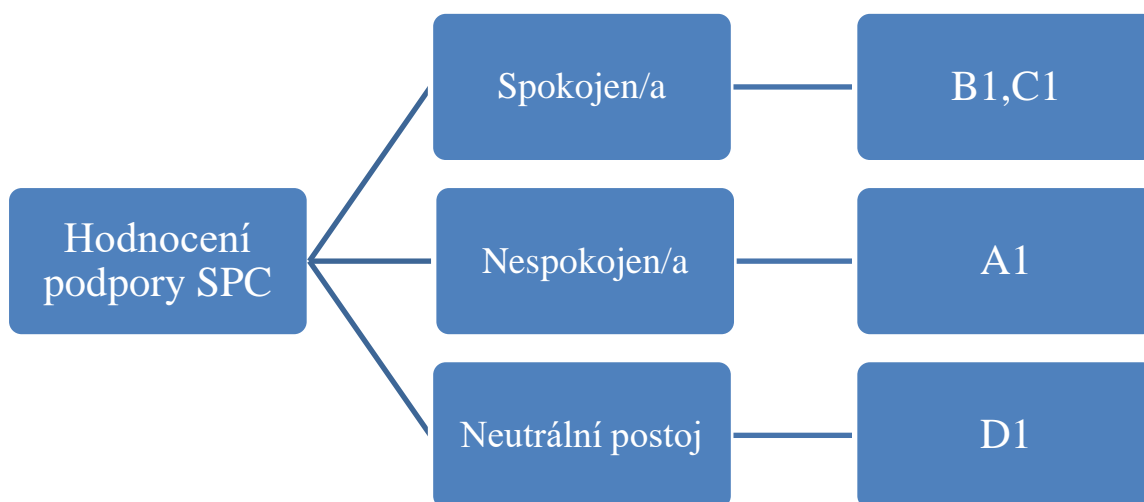 Hodnocení
podpory SPC
Spokojen/a
B1,C1
Nespokojen/a
A1
Neutrální postoj
D1